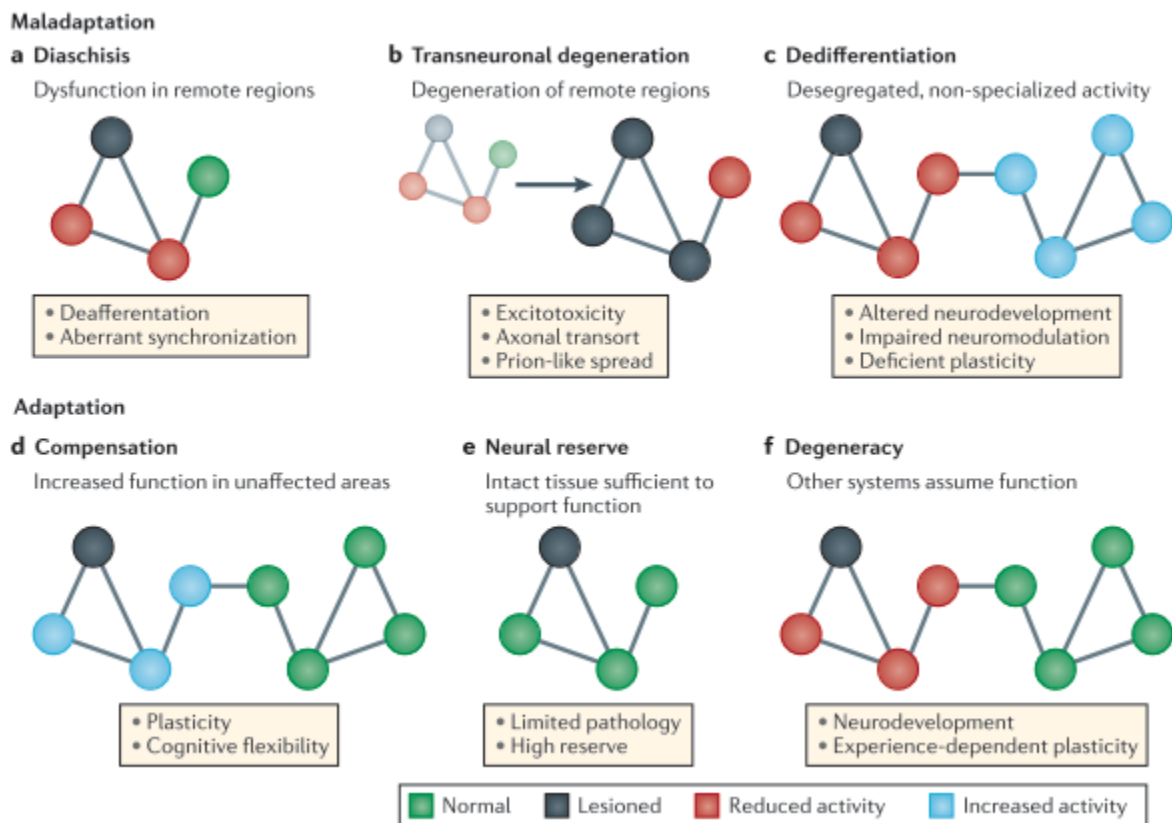 Maladaptation
a Diaschisis
Dysfunction in remote regions
• Deafferentation
• Aberrant synchronization
b Transneuronal degeneration
Degeneration of remote regions
• Excitotoxicity
• Axonal transort
• Prion-like spread
c Dedifferentiation
Desegregated, non-specialized activity
• Altered neurodevelopment
• Impaired neuromodulation
• Deficient plasticity
Adaptation
d Compensation
Increased function in unaffected areas
• Plasticity
• Cognitive flexibility
e Neural reserve
Intact tissue sufficient to
support function
• Limited pathology
• High reserve
f Degeneracy
Other systems assume function
• Neurodevelopment
• Experience-dependent plasticity
Normal Lesioned Reduced activity Increased activity